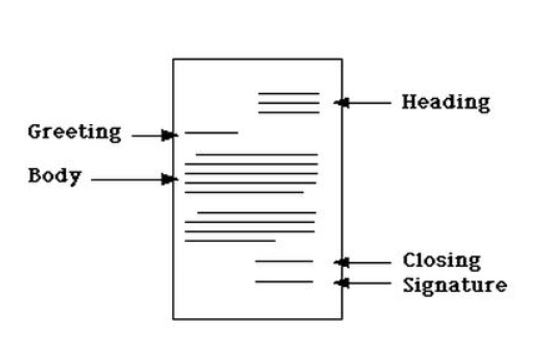 Heading
Greeting
Body
Closing
Signature